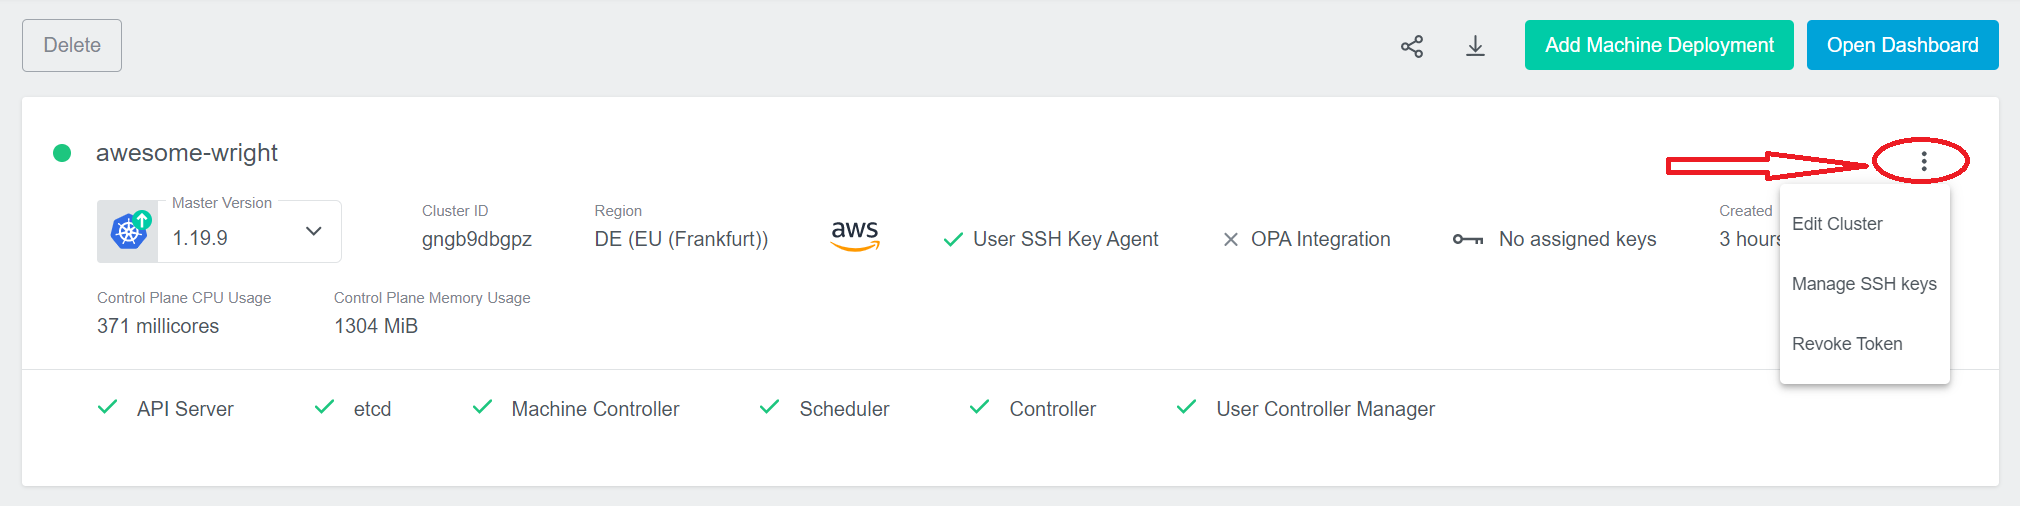 Delete
Add Machine Deployment
Open Dashboard
awesome-wright
Master Version
1.19.9
Cluster ID
gngb9dbgpz
Region
DE (EU (Frankfurt))
aws
User SSH Key Agent
OPA Integration
No assigned keys
Created
3 hours
Edit Cluster
Manage SSH keys
Revoke Token
Control Plane CPU Usage
371 millicores
Control Plane Memory Usage
1304 MiB
API Server
etcd
Machine Controller
Scheduler
Controller
User Controller Manager